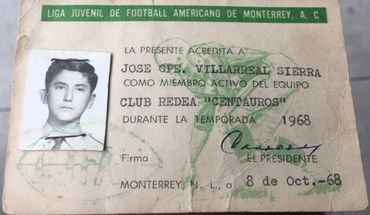 LIGA JUVENIL DE FOOTBALL AMERICANO DE MONTERREY, A. C.
LA PRESENTE ACREDITA A:
JOSE GPE. VILLARREAL SIERRA
COMO MIEMBRO ACTIVO DEL EQUIPO
CLUB REDEA "CENTAUROS"
DURANTE LA TEMPORADA 1968
Firma
EL PRESIDENTE
MONTERREY, N. L., a 8 de Oct.-68